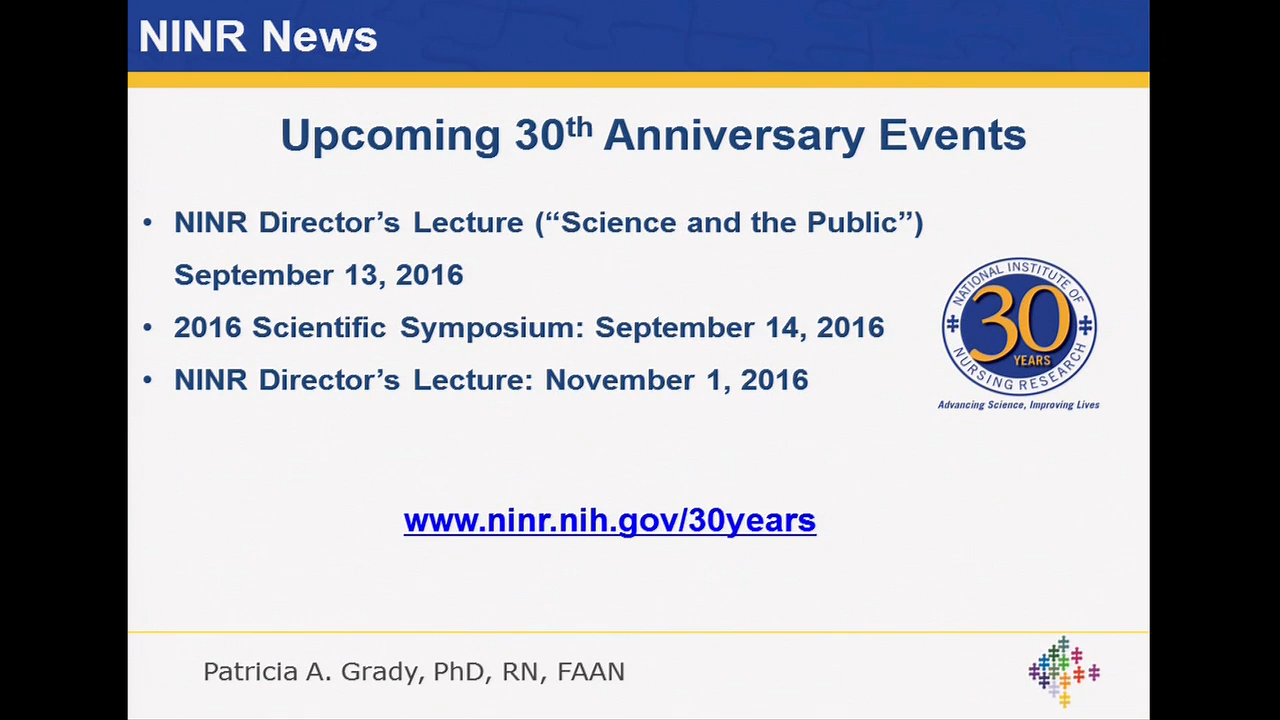 NINR News
Upcoming 30th Anniversary Events
• NINR Director’s Lecture (“Science and the Public”)
September 13, 2016
• 2016 Scientific Symposium: September 14, 2016
• NINR Director’s Lecture: November 1, 2016
NATIONAL INSTITUTE OF
30
YEARS
NURSING RESEARCH
Advancing Science, Improving Lives
www.ninr.nih.gov/30years
Patricia A. Grady, PhD, RN, FAAN